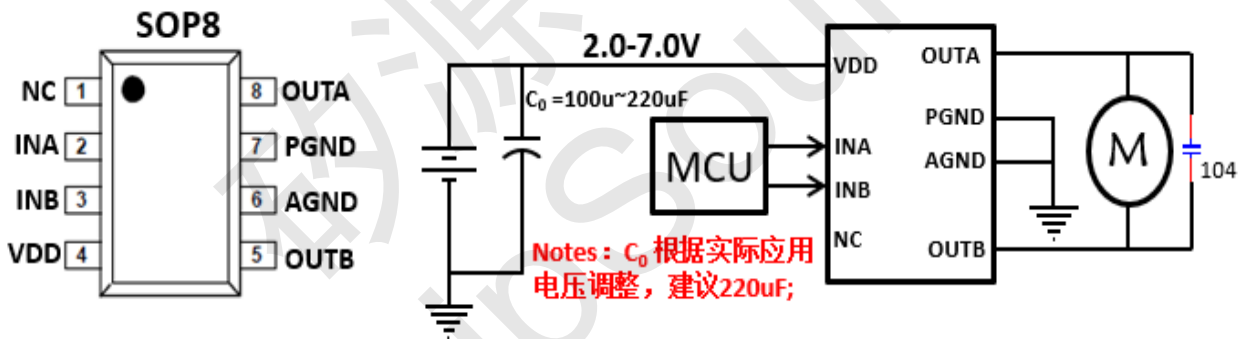 SOP8
NC 1
INA 2
INB 3
VDD 4
8 OUTA
7 PGND
6 AGND
5 OUTB
2.0-7.0V
C₀ =100u~220uF
MCU
VDD
INA
INB
NC
OUTA
PGND
AGND
OUTB
M
104
Notes：C₀ 根据实际应用
电压调整，建议220uF;